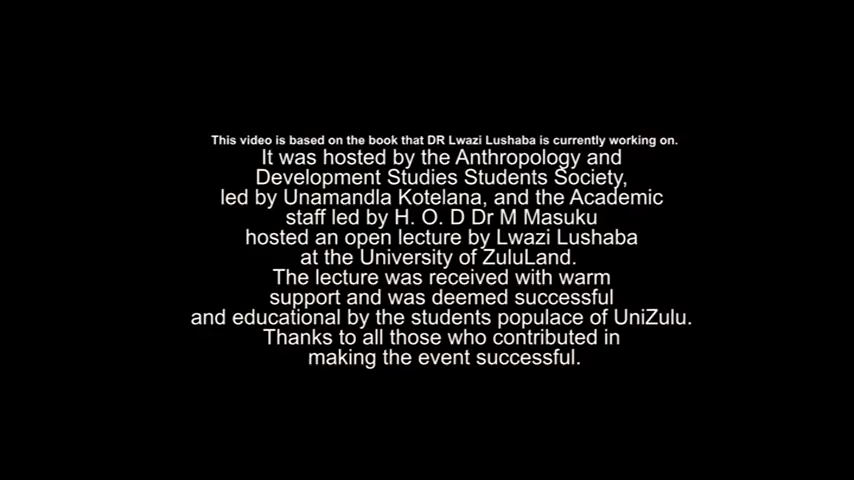 This video is based on the book that DR Lwazi Lushaba is currently working on.
It was hosted by the Anthropology and
Development Studies Students Society,
led by Unamandla Kotelana, and the Academic
staff led by H. O. D Dr M Masuku
hosted an open lecture by Lwazi Lushaba
at the University of ZuluLand.
The lecture was received with warm
support and was deemed successful
and educational by the students populace of UniZulu.
Thanks to all those who contributed in
making the event successful.